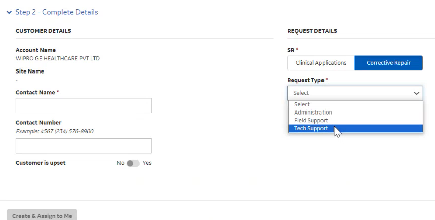 Step 2 - Complete Details
CUSTOMER DETAILS
Account Name
WIPRO GE HEALTHCARE PVT LTD
Site Name
-
Contact Name *
Contact Number
Example:
Customer is upset
No
Yes
REQUEST DETAILS
SR *
Clinical Applications
Corrective Repair
Request Type *
Select
Select
Administration
Field Support
Tech Support
Create & Assign to Me